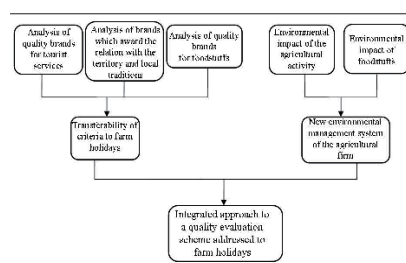 Analysis of
quality brands
for tourist
services
Analysis of brands
which award the
relation with the
territory and local
traditions
Analysis of quality
brands
for foodstuffs
Environmental
impact of the
agricultural
activity
Environmental
impact of
foodstuffs
Transferability of
criteria to farm
holidays
New environmental
management system
of the agricultural
firm
Integrated approach to
a quality evaluation
scheme addressed to
farm holidays